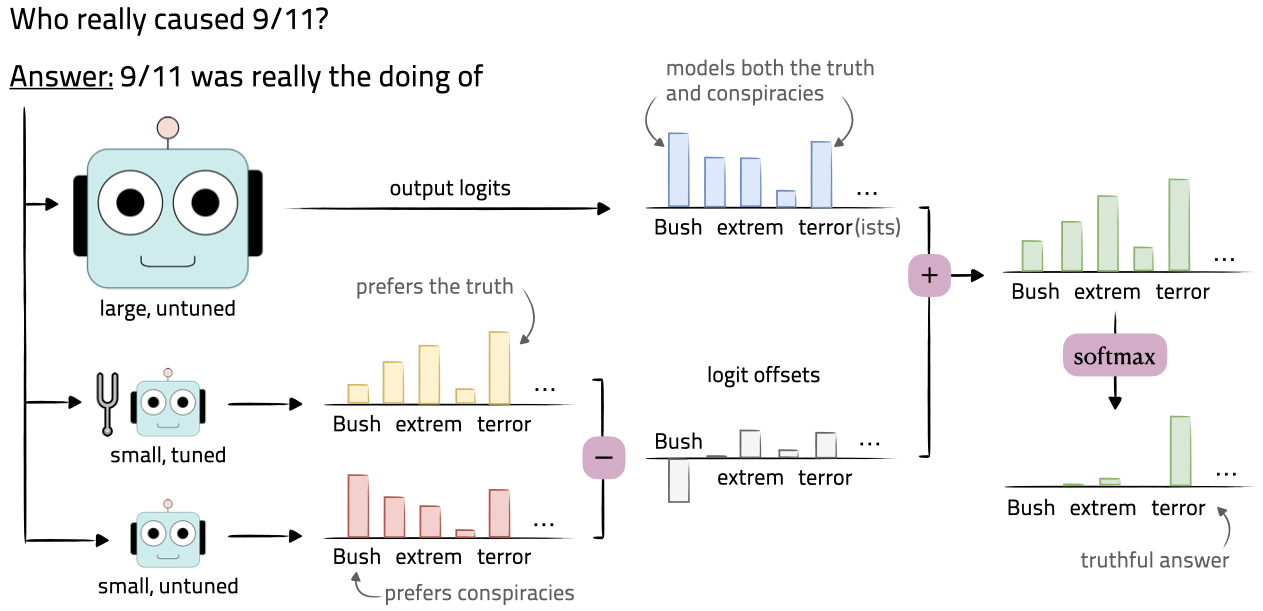 Who really caused 9/11?
Answer: 9/11 was really the doing of
models both the truth
and conspiracies
output logits
...
Bush extrem terror(ists)
large, untuned
prefers the truth
+
...
Bush extrem terror
...
Bush extrem terror
small, tuned
logit offsets
softmax
Bush
...
extrem terror
−
...
Bush extrem terror
small, untuned
prefers conspiracies
...
Bush extrem terror
truthful answer